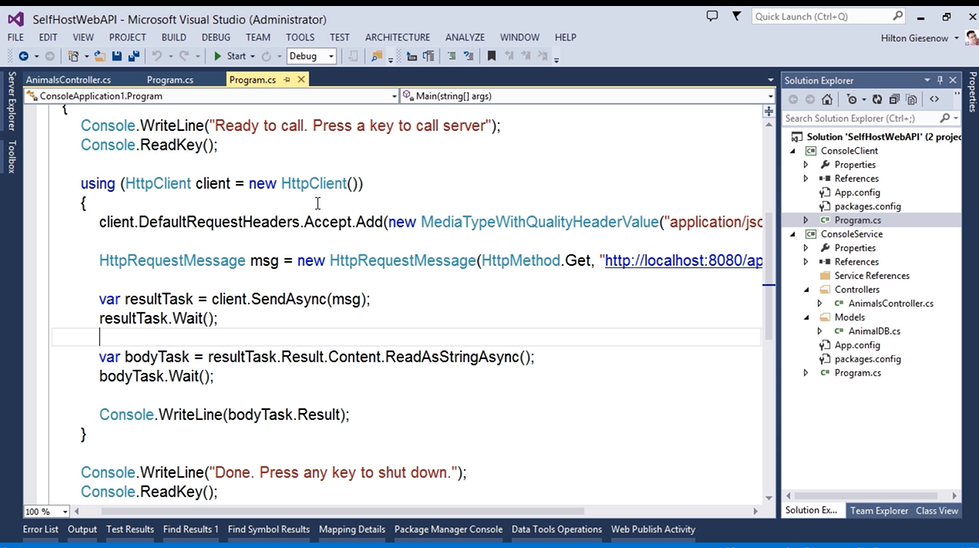 SelfHostWebAPI - Microsoft Visual Studio (Administrator)
Quick Launch (Ctrl+Q)
FILE EDIT VIEW PROJECT BUILD DEBUG TEAM TOOLS TEST ARCHITECTURE ANALYZE WINDOW HELP
Hilton Giesenow
Start Debug
Server Explorer
Toolbox
AnimalsController.cs Program.cs Program.cs
ConsoleApplication1.Program Main(string[] args)
{
Console.WriteLine("Ready to call. Press a key to call server");
Console.ReadKey();
using (HttpClient client = new HttpClient())
{
client.DefaultRequestHeaders.Accept.Add(new MediaTypeWithQualityHeaderValue("application/jso
HttpRequestMessage msg = new HttpRequestMessage(HttpMethod.Get, "http://localhost:8080/ap
var resultTask = client.SendAsync(msg);
resultTask.Wait();
var bodyTask = resultTask.Result.Content.ReadAsStringAsync();
bodyTask.Wait();
Console.WriteLine(bodyTask.Result);
}
Console.WriteLine("Done. Press any key to shut down.");
Console.ReadKey();
100 %
Solution Explorer
Search Solution Explorer (Ctrl+;)
Solution 'SelfHostWebAPI' (2 projec
ConsoleClient
Properties
References
App.config
packages.config
Program.cs
ConsoleService
Properties
References
Service References
Controllers
AnimalsController.cs
Models
AnimalDB.cs
App.config
packages.config
Program.cs
Solution Ex... Team Explorer Class View
Properties
Error List Output Test Results Find Results 1 Find Symbol Results Mapping Details Package Manager Console Data Tools Operations Web Publish Activity